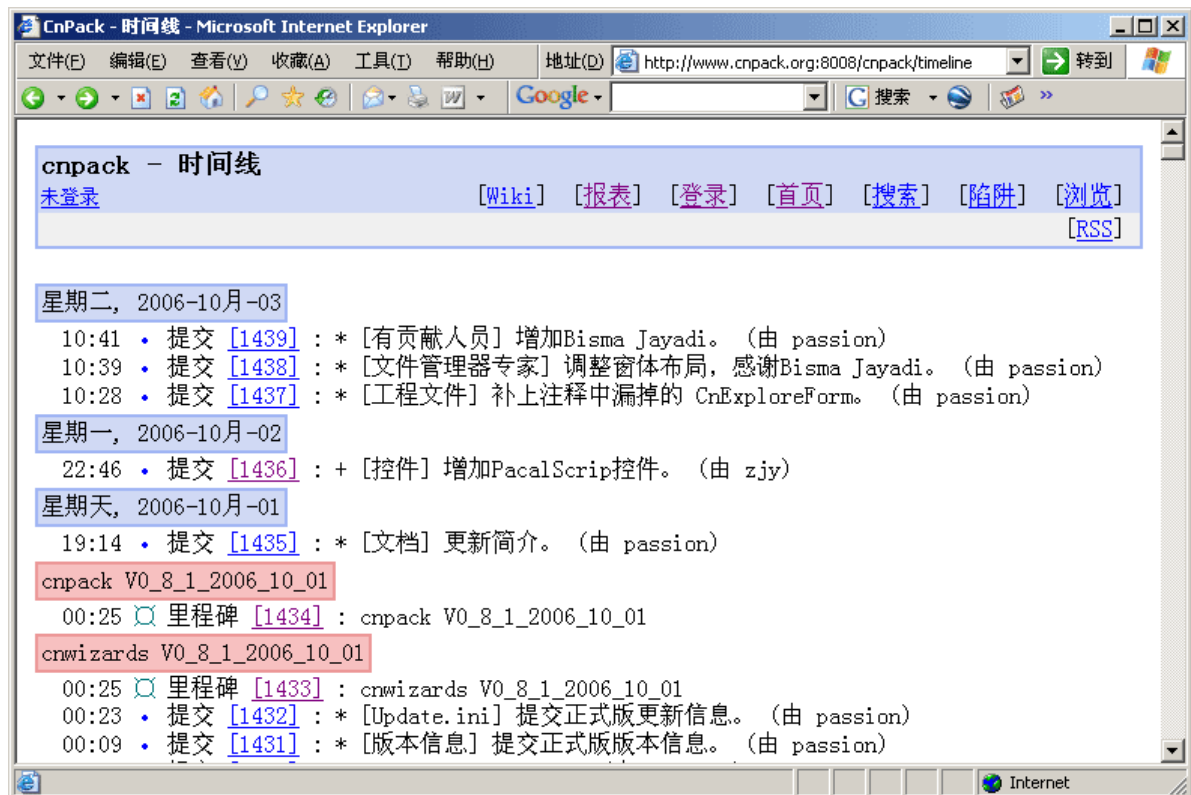 CnPack - 时间线 - Microsoft Internet Explorer
文件(F) 编辑(E) 查看(V) 收藏(A) 工具(T) 帮助(H) 地址(D) http://www.cnpack.org:8008/cnpack/timeline 转到
Google 搜索 »
cnpack - 时间线
未登录 [Wiki] [报表] [登录] [首页] [搜索] [陷阱] [浏览]
[RSS]
星期二, 2006-10月-03
10:41 • 提交 [1439] : * [有贡献人员] 增加Bisma Jayadi。 (由 passion)
10:39 • 提交 [1438] : * [文件管理器专家] 调整窗体布局，感谢Bisma Jayadi。 (由 passion)
10:28 • 提交 [1437] : * [工程文件] 补上注释中漏掉的 CnExploreForm。 (由 passion)
星期一, 2006-10月-02
22:46 • 提交 [1436] : + [控件] 增加PacalScrip控件。 (由 zjy)
星期天, 2006-10月-01
19:14 • 提交 [1435] : * [文档] 更新简介。 (由 passion)
cnpack V0_8_1_2006_10_01
00:25 里程碑 [1434] : cnpack V0_8_1_2006_10_01
cnwizards V0_8_1_2006_10_01
00:25 里程碑 [1433] : cnwizards V0_8_1_2006_10_01
00:23 • 提交 [1432] : * [Update.ini] 提交正式版更新信息。 (由 passion)
00:09 • 提交 [1431] : * [版本信息] 提交正式版版本信息。 (由 passion)
Internet